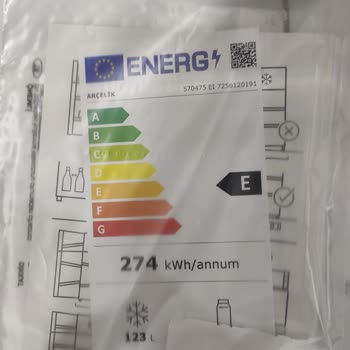 ENERG
ARÇELİK
570475 EI 7256120191
A
B
C
D
E
F
G
E
274 kWh/annum
123 L